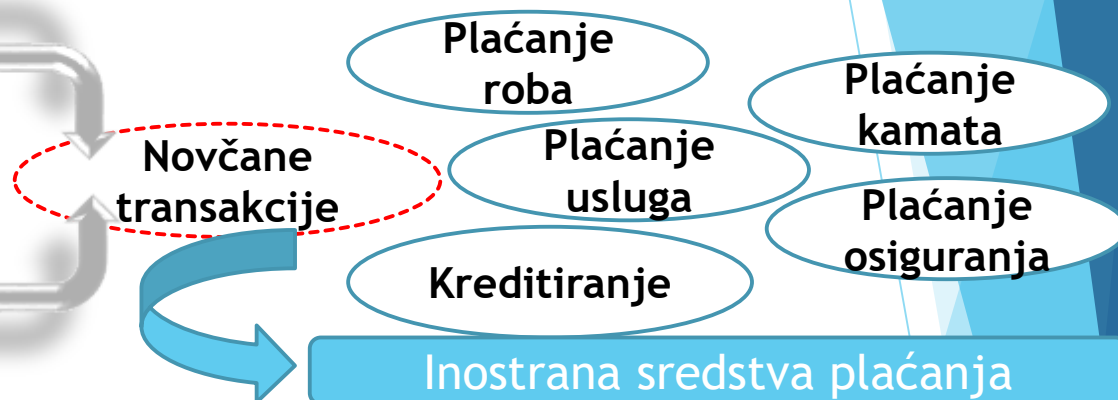 Plaćanje
roba
Plaćanje
kamata
Novčane
transakcije
Plaćanje
usluga
Plaćanje
osiguranja
Kreditiranje
Inostrana sredstva plaćanja